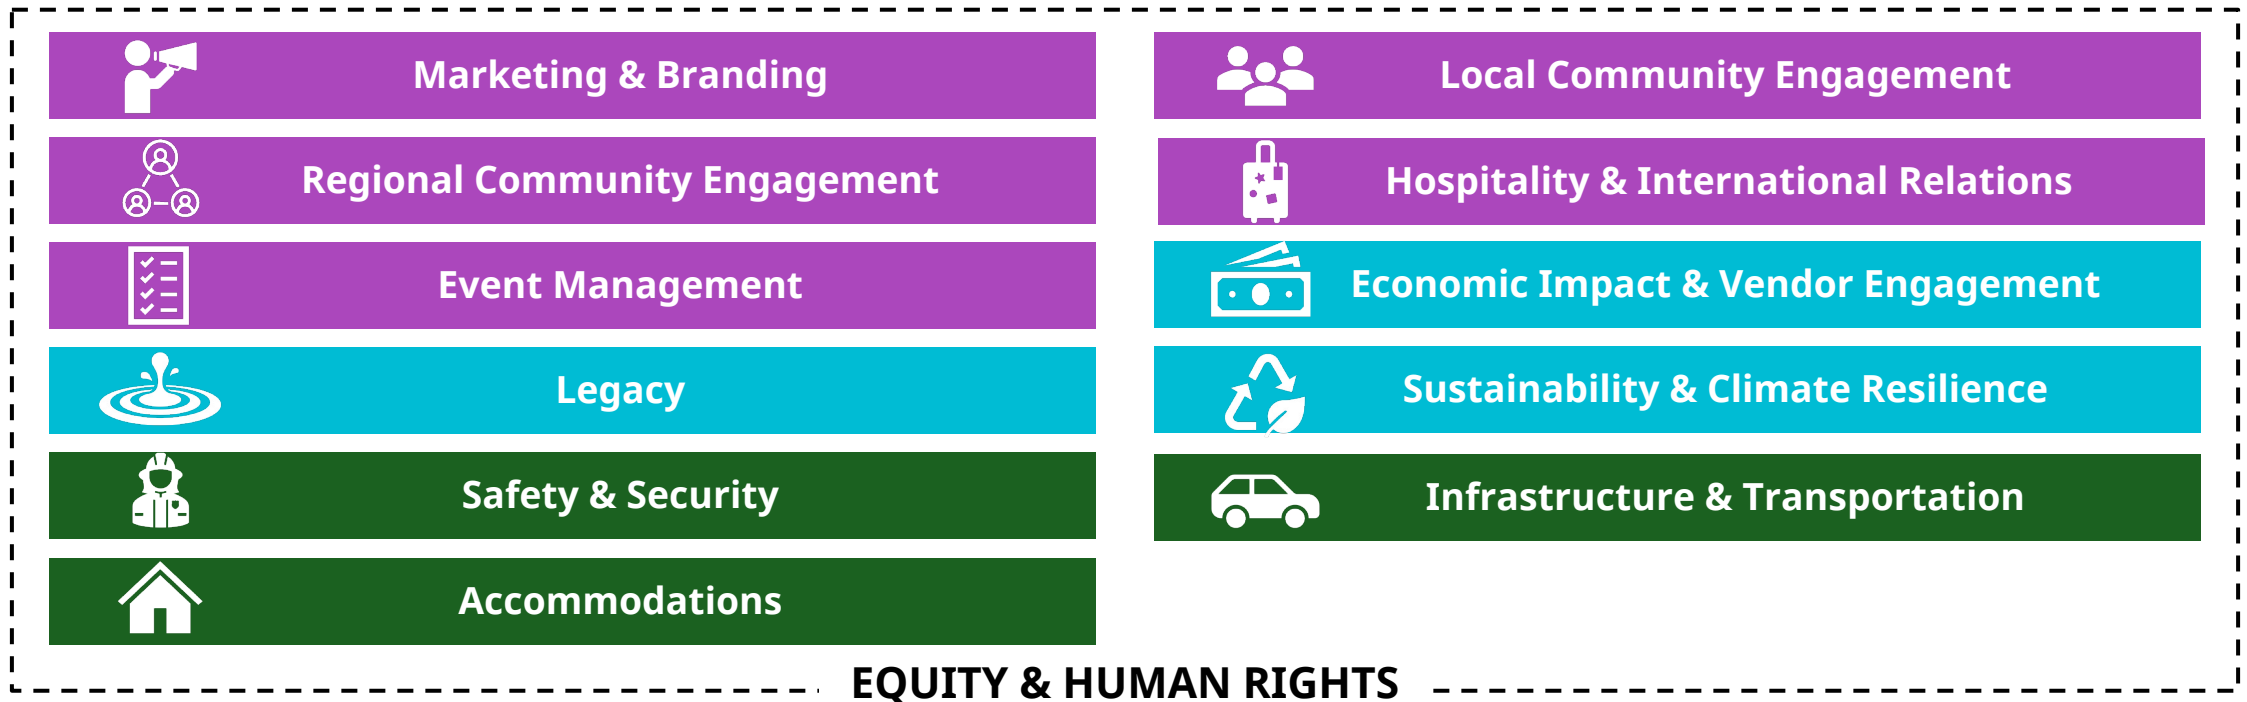 Marketing & Branding
Regional Community Engagement
Event Management
Legacy
Safety & Security
Accommodations
Local Community Engagement
Hospitality & International Relations
Economic Impact & Vendor Engagement
Sustainability & Climate Resilience
Infrastructure & Transportation
EQUITY & HUMAN RIGHTS